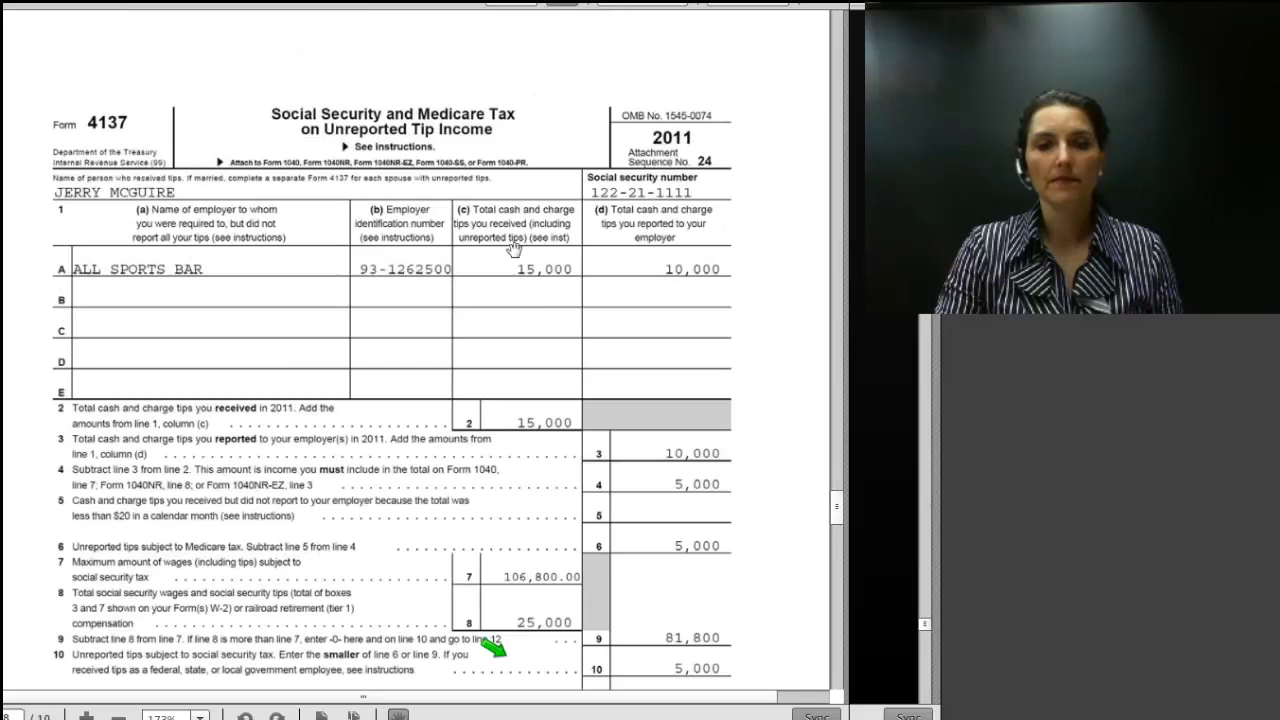 Form 4137
Social Security and Medicare Tax
on Unreported Tip Income
See instructions.
Attach to Form 1040, Form 1040NR, Form 1040NR-EZ, Form 1040-SS, or Form 1040-PR.
Department of the Treasury
Internal Revenue Service (99)
OMB No. 1545-0074
2011
Attachment
Sequence No. 24
Name of person who received tips. If married, complete a separate Form 4137 for each spouse with unreported tips.
JERRY MCGUIRE
Social security number
122-21-1111
1 (a) Name of employer to whom
you were required to, but did not
report all your tips (see instructions)
(b) Employer
identification number
(see instructions)
(c) Total cash and charge
tips you received (including
unreported tips) (see inst)
(d) Total cash and charge
tips you reported to your
employer
A ALL SPORTS BAR 93-1262500 15,000 10,000
B
C
D
E
2 Total cash and charge tips you received in 2011. Add the
amounts from line 1, column (c) 2 15,000
3 Total cash and charge tips you reported to your employer(s) in 2011. Add the amounts from
line 1, column (d) 3 10,000
4 Subtract line 3 from line 2. This amount is income you must include in the total on Form 1040,
line 7; Form 1040NR, line 8; or Form 1040NR-EZ, line 3 4 5,000
5 Cash and charge tips you received but did not report to your employer because the total was
less than $20 in a calendar month (see instructions) 5
6 Unreported tips subject to Medicare tax. Subtract line 5 from line 4 6 5,000
7 Maximum amount of wages (including tips) subject to
social security tax 7 106,800.00
8 Total social security wages and social security tips (total of boxes
3 and 7 shown on your Form(s) W-2) or railroad retirement (tier 1)
compensation 8 25,000
9 Subtract line 8 from line 7. If line 8 is more than line 7, enter -0- here and on line 10 and go to line 12 9 81,800
10 Unreported tips subject to social security tax. Enter the smaller of line 6 or line 9. If you
received tips as a federal, state, or local government employee, see instructions 10 5,000
8 / 10 173% Sync Sync